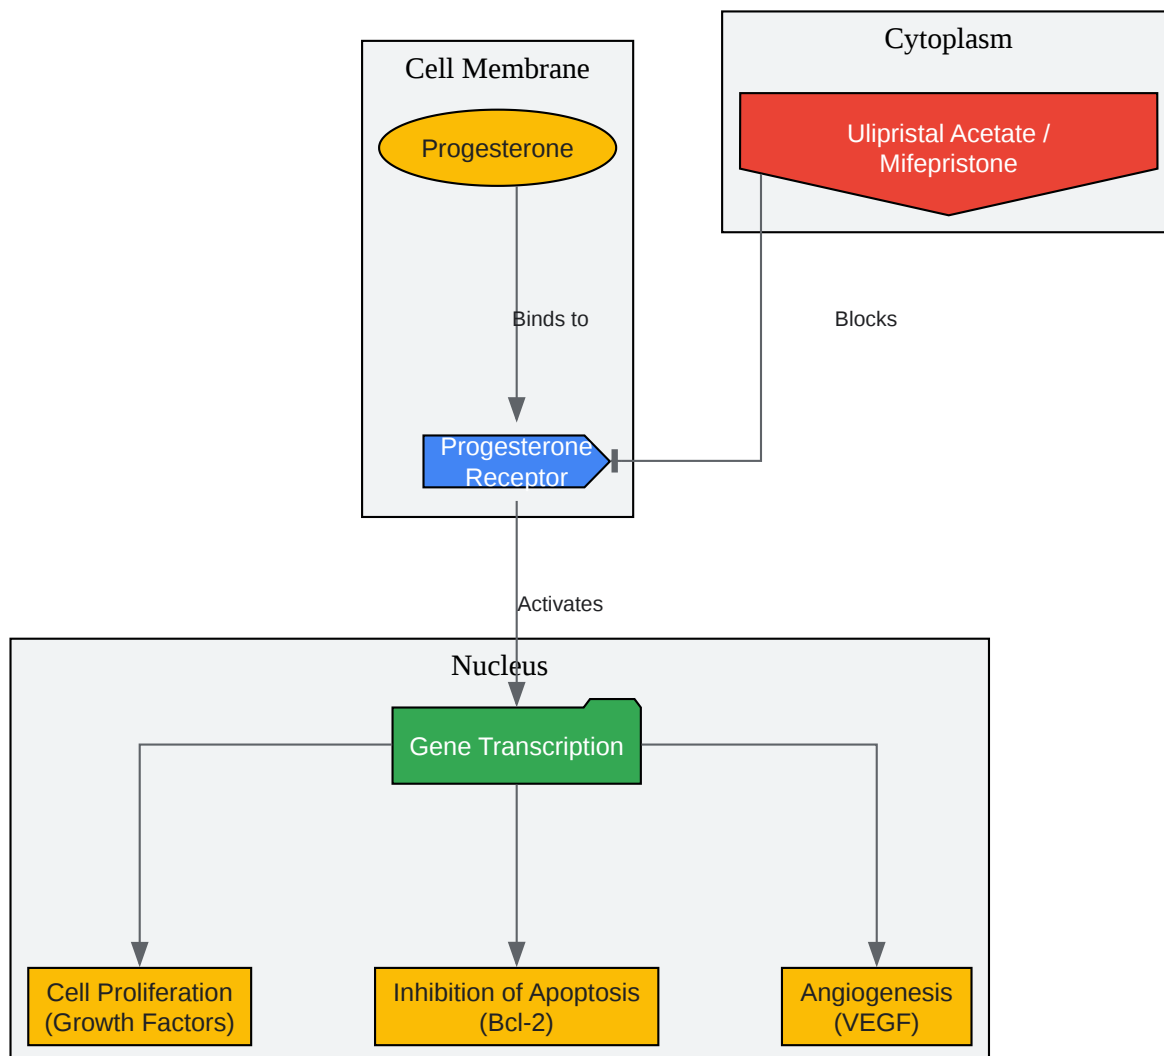 Cytoplasm
Cell Membrane
Ulipristal Acetate /
Mifepristone
Progesterone
Binds to
Blocks
Progesterone
Receptor
Activates
Nucleus
Gene Transcription
Cell Proliferation
(Growth Factors)
Inhibition of Apoptosis
(Bcl-2)
Angiogenesis
(VEGF)